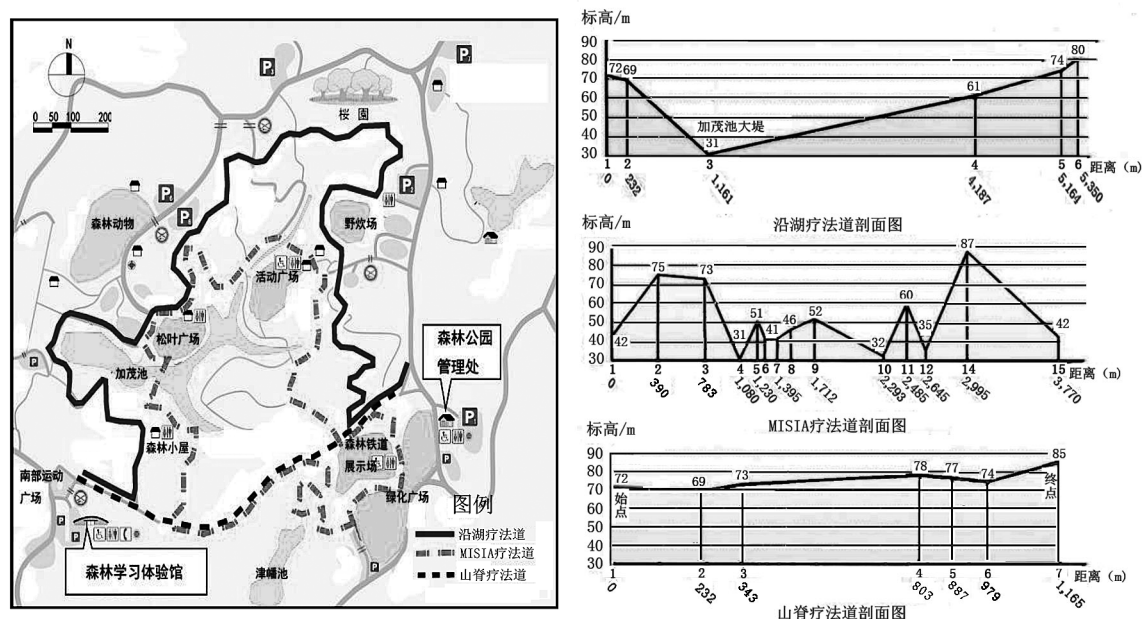 N
0 50 100 200
P
P
P
P
P
P
P
P
P
P
P
桜 園
森林动物
野炊场
活动广场
松叶广场
加茂池
森林公园
管理处
森林小屋
森林铁道
展示场
南部运动
广场
绿化广场
津幡池
森林学习体验馆
图例
沿湖疗法道
MISIA疗法道
山脊疗法道
标高/m
90
80
70
60
50
40
30
72 69 31 61 74 80
加茂池大堤
1 2 3 4 5 6 距离（m）
0 232 1,161 4,187 5,164 5,350
沿湖疗法道剖面图
标高/m
90
80
70
60
50
40
30
42 75 73 31 51 41 46 52 32 60 35 87 42
1 2 3 4 5 6 7 8 9 10 11 12 14 15 距离（m）
0 390 783 1,080 1,230 1,395 1,712 2,293 2,485 2,645 2,995 3,770
MISIA疗法道剖面图
标高/m
90
80
70
60
50
40
30
72 69 73 78 77 74 85
始点
终点
1 2 3 4 5 6 7 距离（m）
0 232 343 803 887 979 1,165
山脊疗法道剖面图